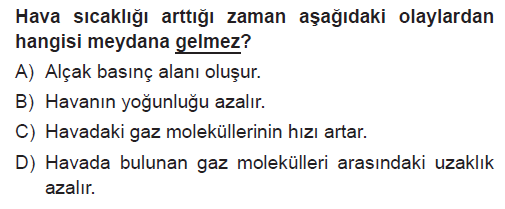 Hava sıcaklığı arttığı zaman aşağıdaki olaylardan
hangisi meydana gelmez?
A) Alçak basınç alanı oluşur.
B) Havanın yoğunluğu azalır.
C) Havadaki gaz moleküllerinin hızı artar.
D) Havada bulunan gaz molekülleri arasındaki uzaklık
azalır.